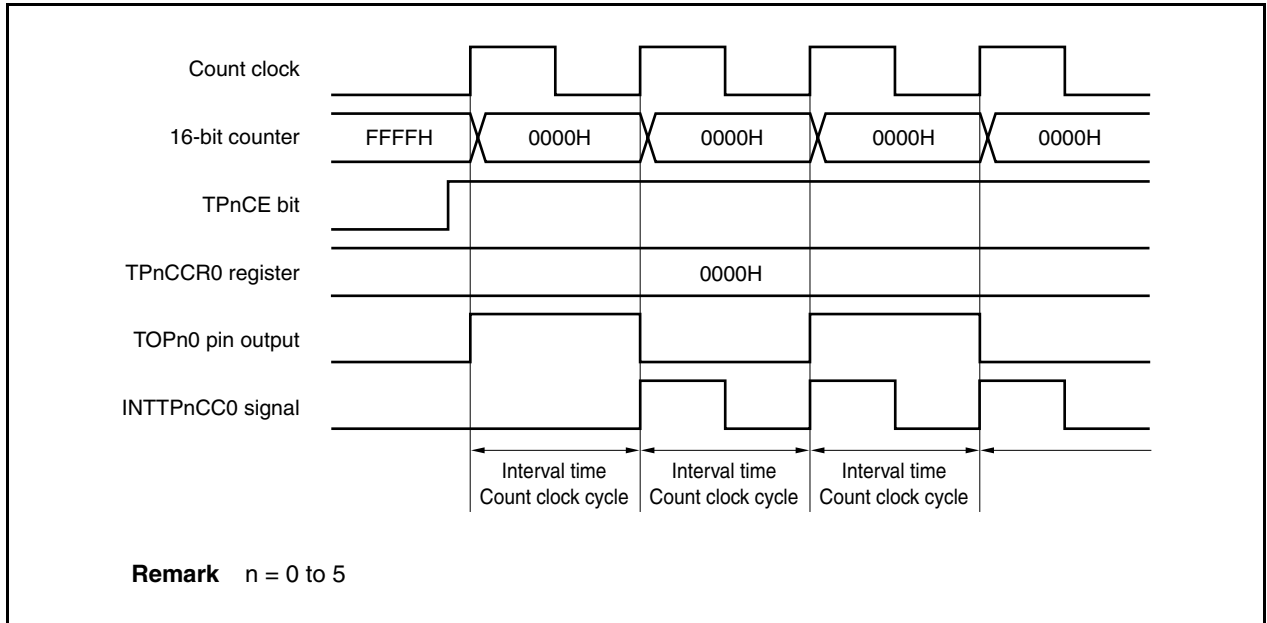 Count clock
16-bit counter
FFFFH
0000H
0000H
0000H
0000H
TPnCE bit
TPnCCR0 register
0000H
TOPn0 pin output
INTTPnCC0 signal
Interval time
Count clock cycle
Interval time
Count clock cycle
Interval time
Count clock cycle
Remark n = 0 to 5